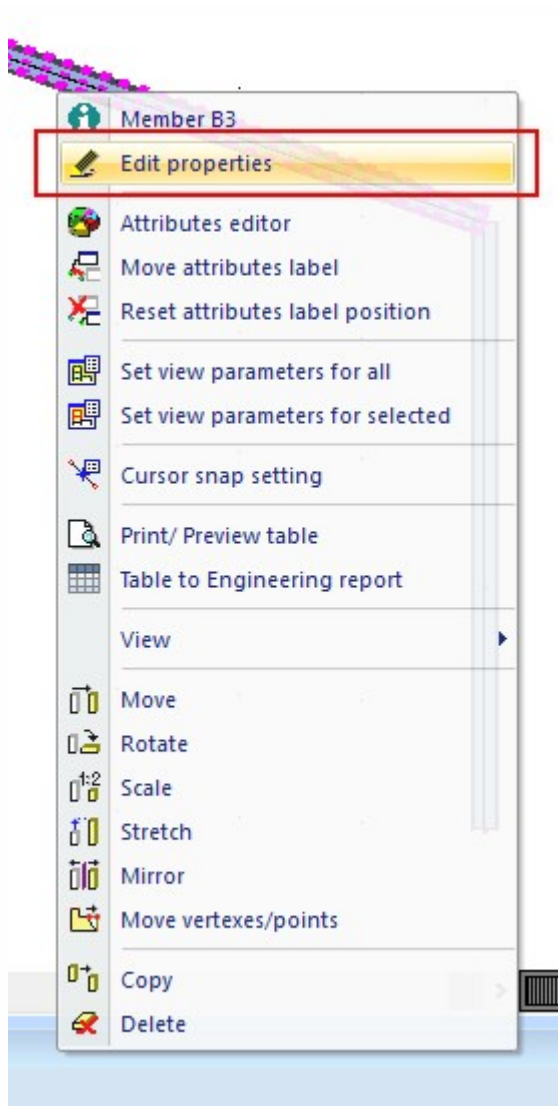 Member B3
Edit properties
Attributes editor
Move attributes label
Reset attributes label position
Set view parameters for all
Set view parameters for selected
Cursor snap setting
Print/ Preview table
Table to Engineering report
View
Move
Rotate
1:2
Scale
Stretch
Mirror
Move vertexes/points
Copy
Delete